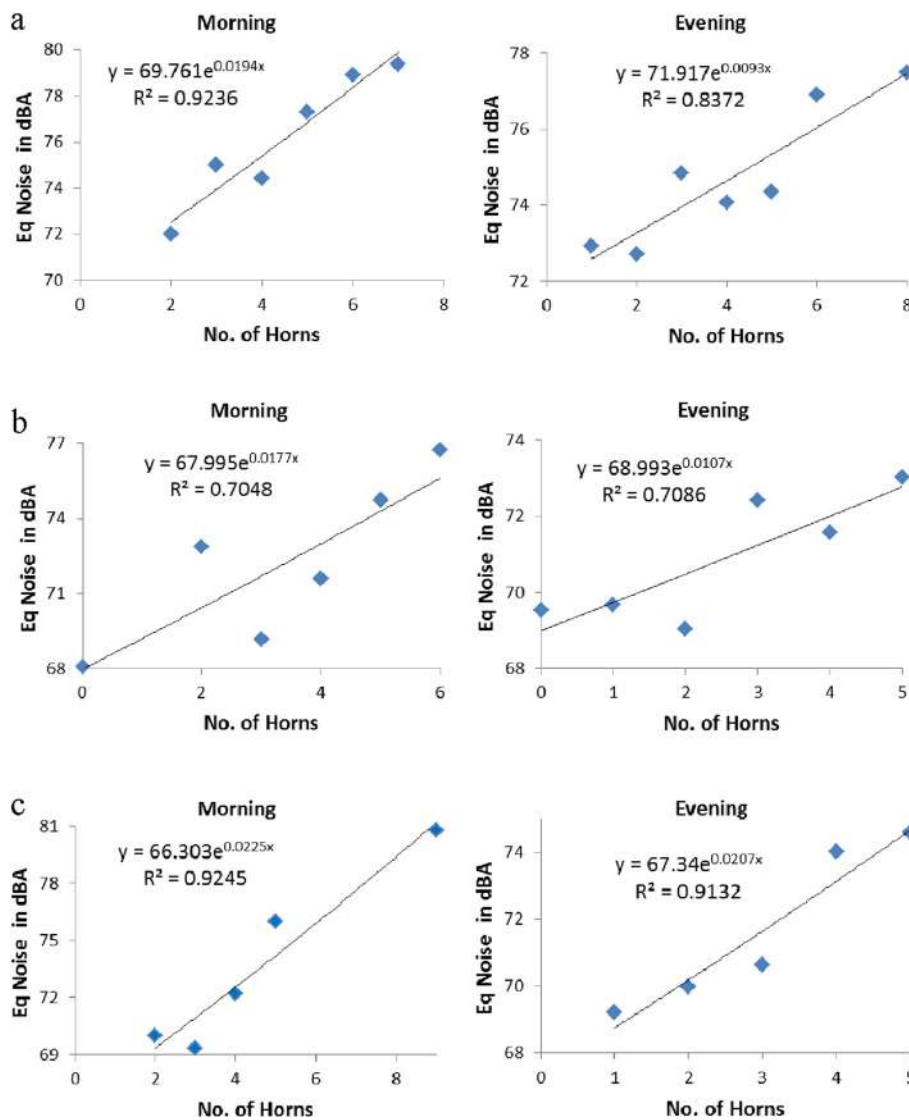 a
Morning
80
78
76
74
72
70
y = 69.761e^0.0194x
R² = 0.9236
Eq Noise in dBA
0 2 4 6 8
No. of Horns
Evening
78
76
74
72
y = 71.917e^0.0093x
R² = 0.8372
Eq Noise in dBA
0 2 4 6 8
No. of Horns
b
Morning
77
74
71
68
y = 67.995e^0.0177x
R² = 0.7048
Eq Noise in dBA
0 2 4 6
No. of Horns
Evening
74
72
70
68
y = 68.993e^0.0107x
R² = 0.7086
Eq Noise in dBA
0 1 2 3 4 5
No. of Horns
c
Morning
81
78
75
72
69
y = 66.303e^0.0225x
R² = 0.9245
Eq Noise in dBA
0 2 4 6 8
No. of Horns
Evening
74
72
70
68
y = 67.34e^0.0207x
R² = 0.9132
Eq Noise in dBA
0 1 2 3 4 5
No. of Horns